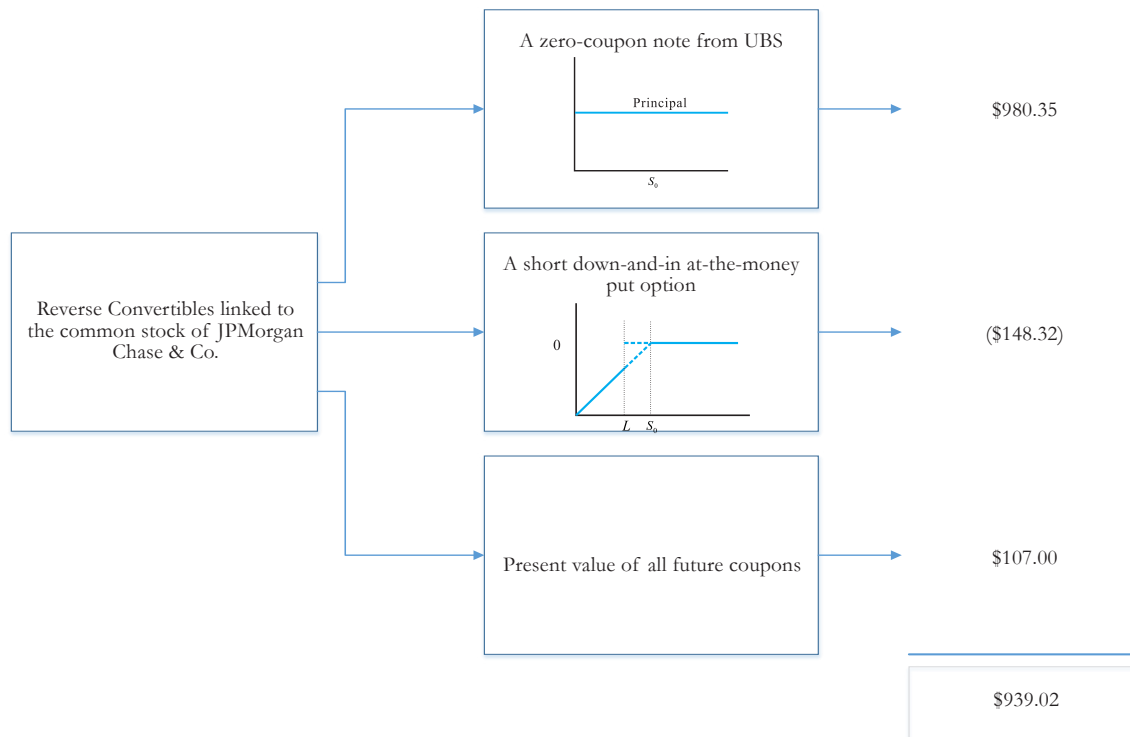 A zero-coupon note from UBS
Principal
S₀
$980.35
Reverse Convertibles linked to
the common stock of JPMorgan
Chase & Co.
A short down-and-in at-the-money
put option
0
L S₀
($148.32)
Present value of all future coupons
$107.00
$939.02